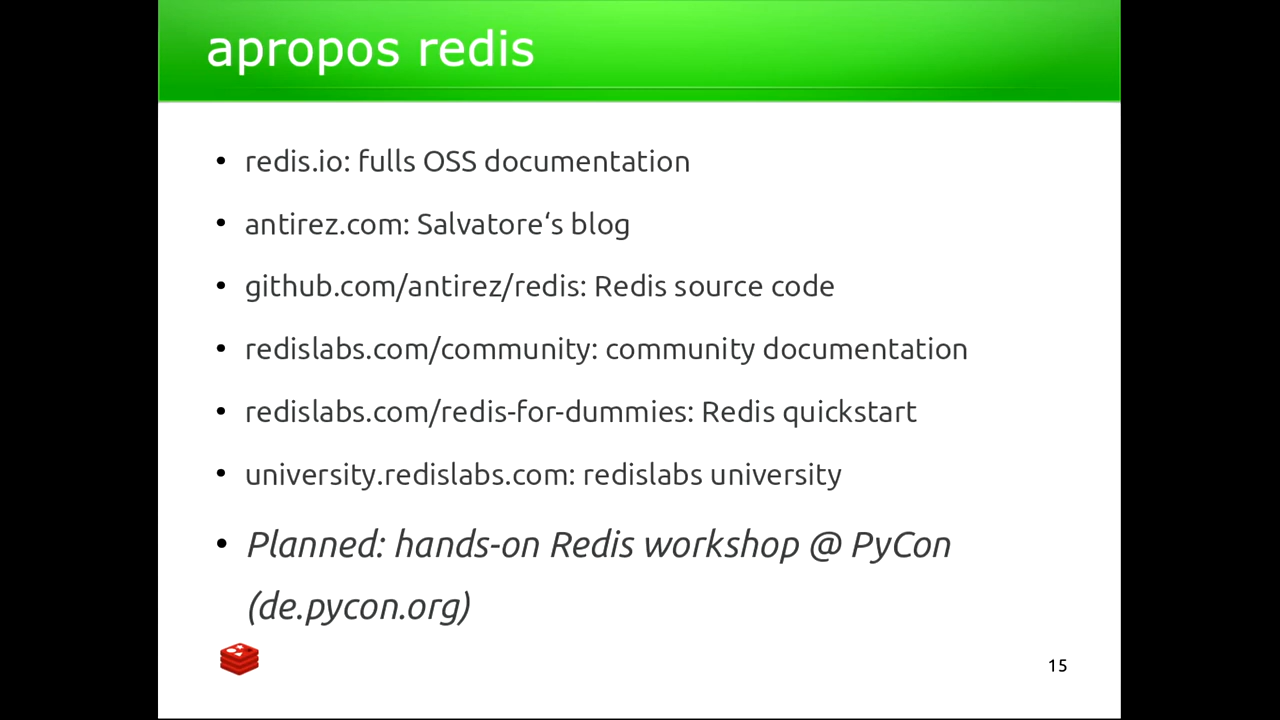 apropos redis
• redis.io: fulls OSS documentation
• antirez.com: Salvatore‘s blog
• github.com/antirez/redis: Redis source code
• redislabs.com/community: community documentation
• redislabs.com/redis-for-dummies: Redis quickstart
• university.redislabs.com: redislabs university
• Planned: hands-on Redis workshop @ PyCon
(de.pycon.org)
15